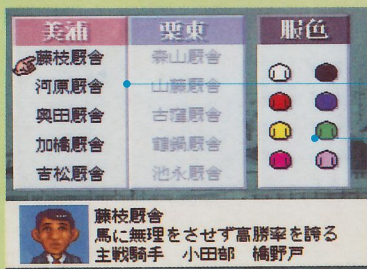 美浦
藤枝厩舎
河原厩舎
奥田厩舎
加橋厩舎
吉松厩舎
栗東
森山厩舎
山藤厩舎
古窪厩舎
鶴鍋厩舎
池永厩舎
服色
藤枝厩舎
馬に無理をさせず高勝率を誇る
主戦騎手 小田部 橋野戸